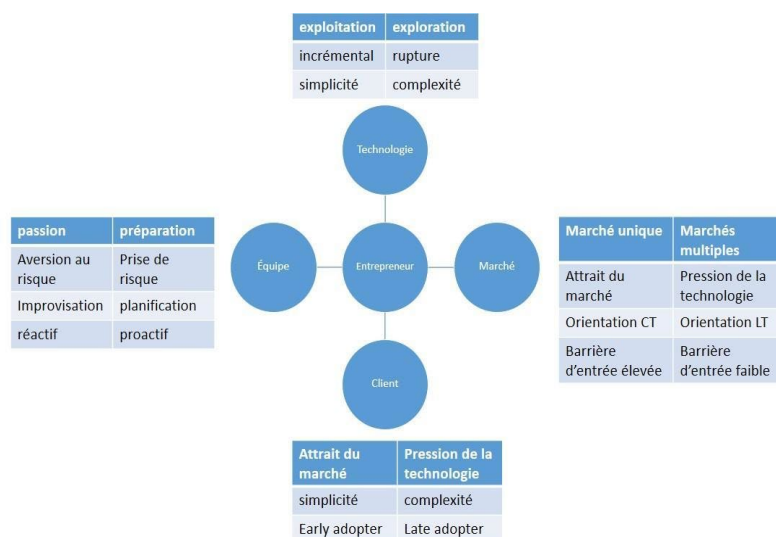 exploitation exploration
incrémental rupture
simplicité complexité
Technologie
passion préparation
Aversion au risque Prise de risque
Improvisation planification
réactif proactif
Équipe
Entrepreneur
Marché
Marché unique Marchés multiples
Attrait du marché Pression de la technologie
Orientation CT Orientation LT
Barrière d'entrée élevée Barrière d'entrée faible
Client
Attrait du marché Pression de la technologie
simplicité complexité
Early adopter Late adopter